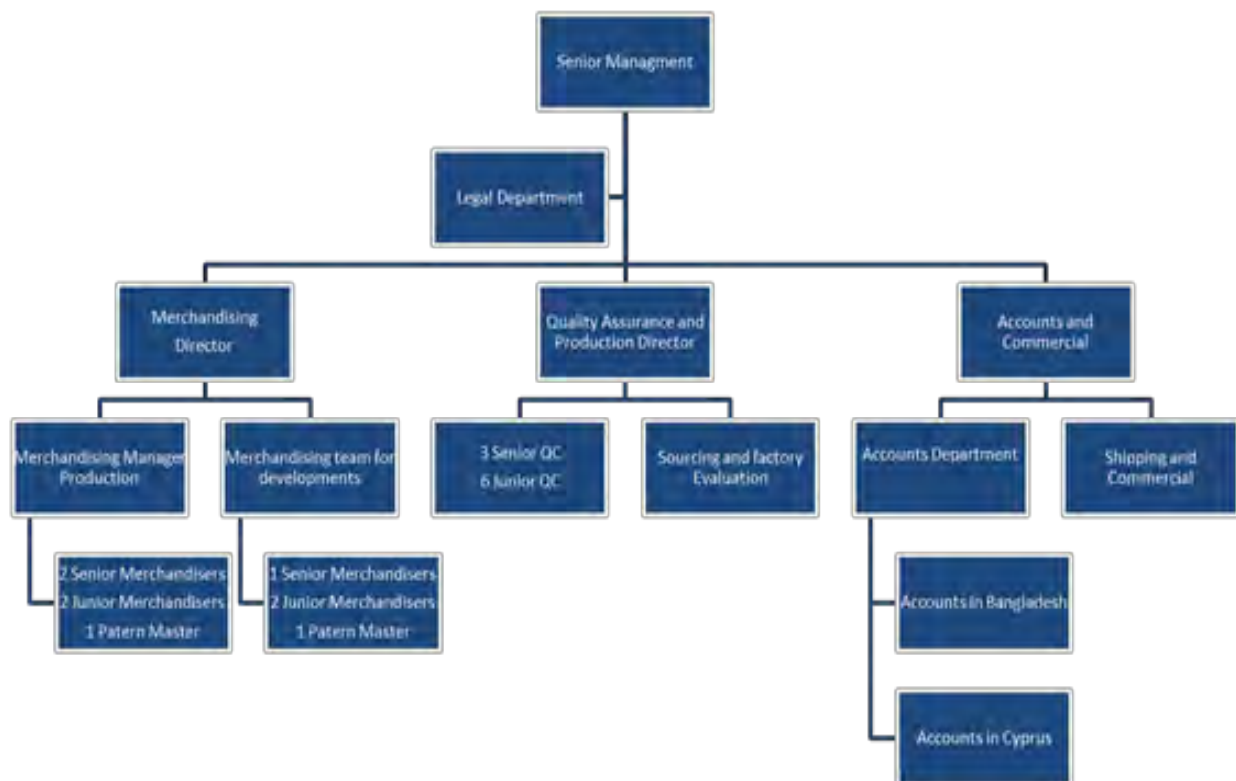 Senior Managment
Legal Department
Merchandising
Director
Quality Assurance and
Production Director
Accounts and
Commercial
Merchandising Manager
Production
Merchandising team for
developments
3 Senior QC
6 Junior QC
Sourcing and factory
Evaluation
Accounts Department
Shipping and
Commercial
2 Senior Merchandisers
2 Junior Merchandisers
1 Patern Master
1 Senior Merchandisers
2 Junior Merchandisers
1 Patern Master
Accounts in Bangladesh
Accounts in Cyprus